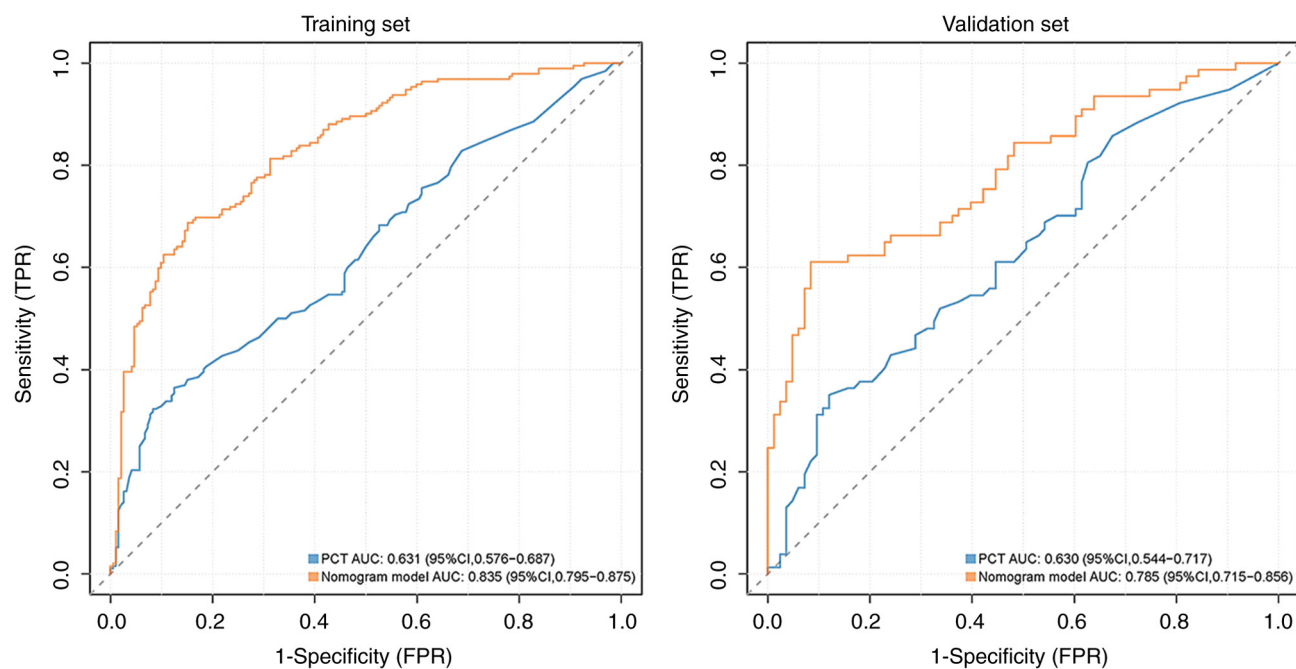 Training set
Sensitivity (TPR)
1.0
0.8
0.6
0.4
0.2
0.0
PCT AUC: 0.631 (95%CI,0.576−0.687)
Nomogram model AUC: 0.835 (95%CI,0.795−0.875)
0.0 0.2 0.4 0.6 0.8 1.0
1-Specificity (FPR)
Validation set
Sensitivity (TPR)
1.0
0.8
0.6
0.4
0.2
0.0
PCT AUC: 0.630 (95%CI,0.544−0.717)
Nomogram model AUC: 0.785 (95%CI,0.715−0.856)
0.0 0.2 0.4 0.6 0.8 1.0
1-Specificity (FPR)